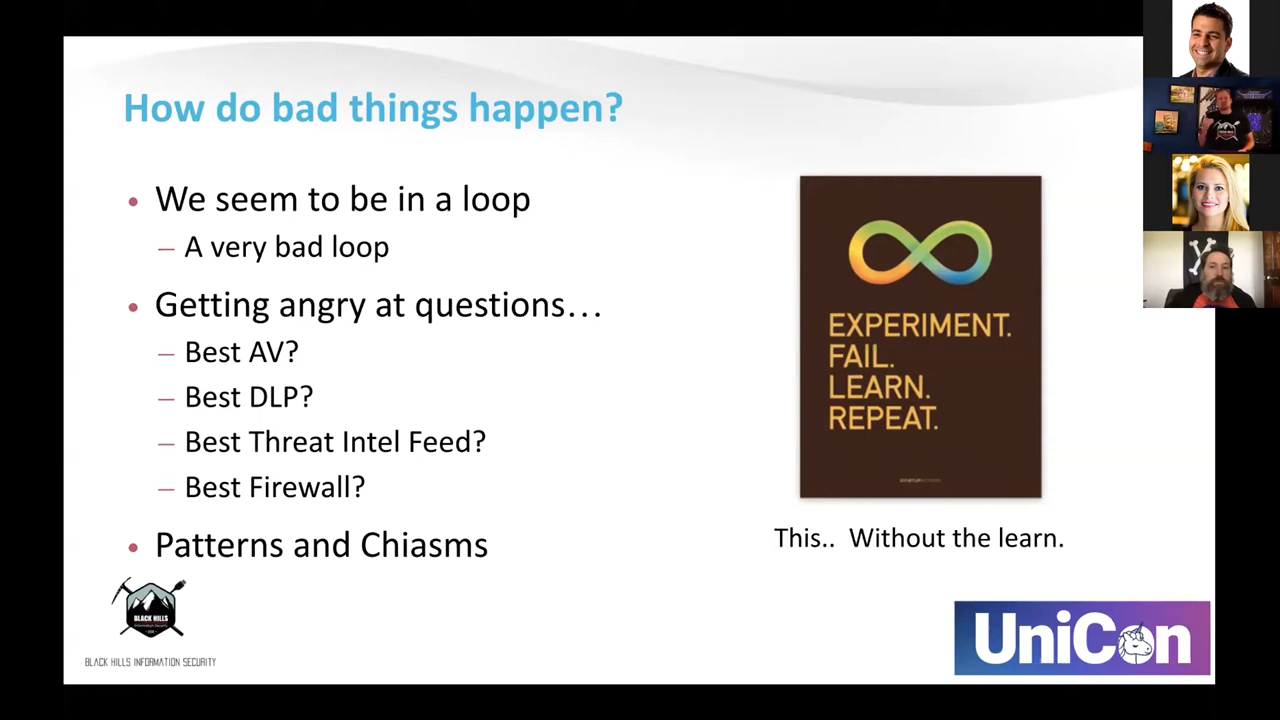 How do bad things happen?
• We seem to be in a loop
– A very bad loop
• Getting angry at questions…
– Best AV?
– Best DLP?
– Best Threat Intel Feed?
– Best Firewall?
• Patterns and Chiasms
EXPERIMENT.
FAIL.
LEARN.
REPEAT.
This.. Without the learn.
BLACK HILLS
Information Security
BLACK HILLS INFORMATION SECURITY
UniCon